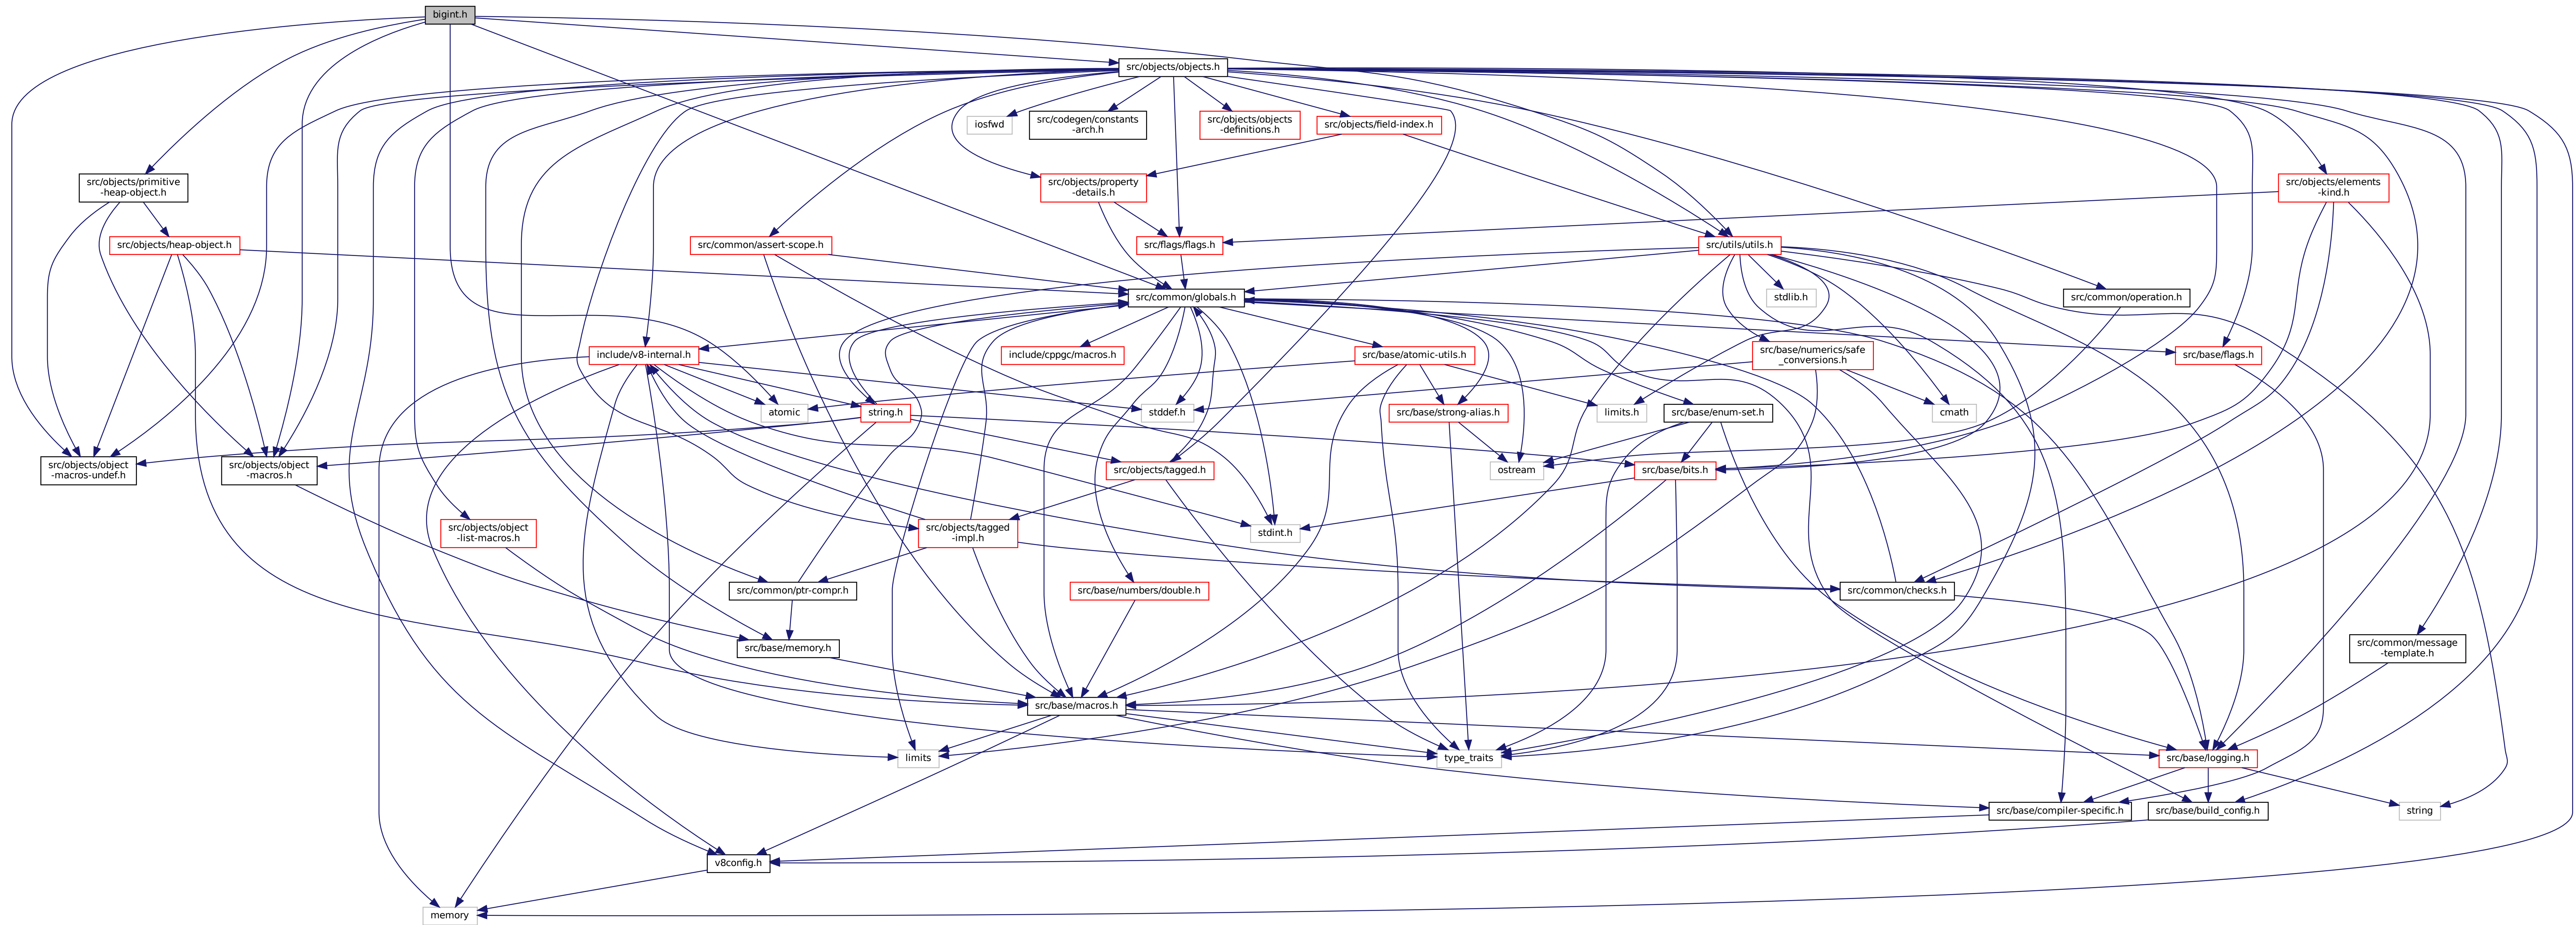 bigint.h
src/objects/objects.h
iosfwd
src/codegen/constants
-arch.h
src/objects/objects
-definitions.h
src/objects/field-index.h
src/objects/primitive
-heap-object.h
src/objects/property
-details.h
src/objects/elements
-kind.h
src/objects/heap-object.h
src/common/assert-scope.h
src/flags/flags.h
src/utils/utils.h
src/common/globals.h
stdlib.h
src/common/operation.h
include/v8-internal.h
include/cppgc/macros.h
src/base/atomic-utils.h
src/base/numerics/safe
_conversions.h
src/base/flags.h
atomic
string.h
stddef.h
src/base/strong-alias.h
limits.h
src/base/enum-set.h
cmath
src/objects/object
-macros-undef.h
src/objects/object
-macros.h
src/objects/tagged.h
ostream
src/base/bits.h
src/objects/object
-list-macros.h
src/objects/tagged
-impl.h
stdint.h
src/common/ptr-compr.h
src/base/numbers/double.h
src/common/checks.h
src/base/memory.h
src/common/message
-template.h
src/base/macros.h
limits
type_traits
src/base/logging.h
src/base/compiler-specific.h
src/base/build_config.h
string
v8config.h
memory